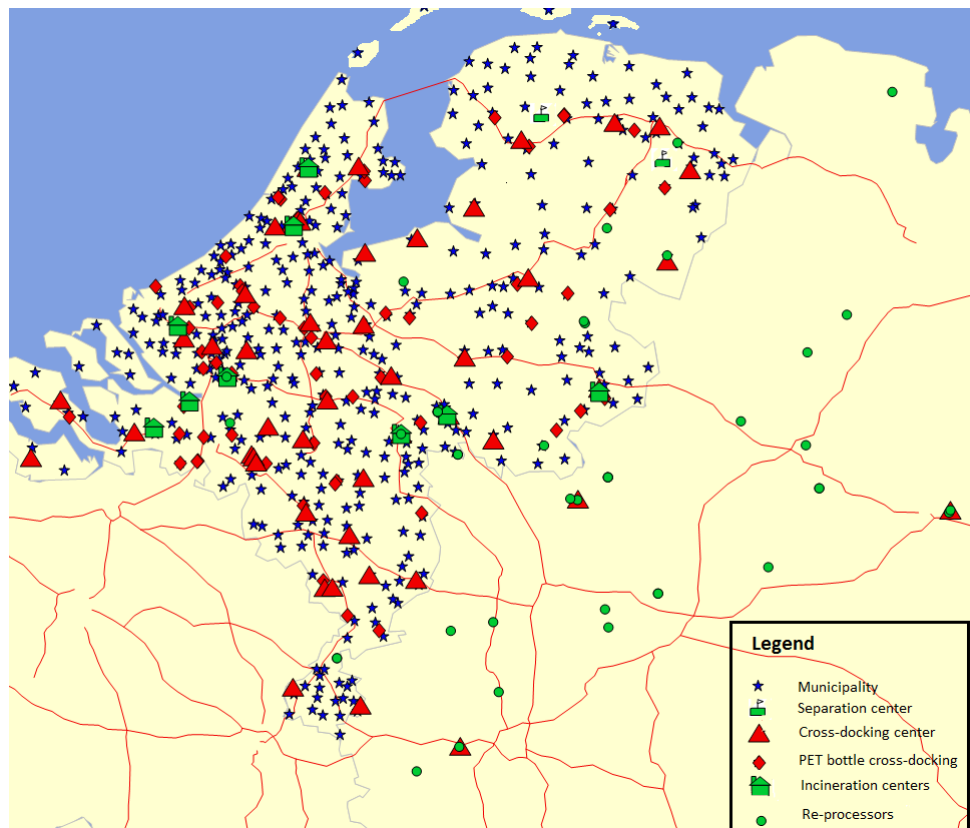 Legend
Municipality
Separation center
Cross-docking center
PET bottle cross-docking
Incineration centers
Re-processors